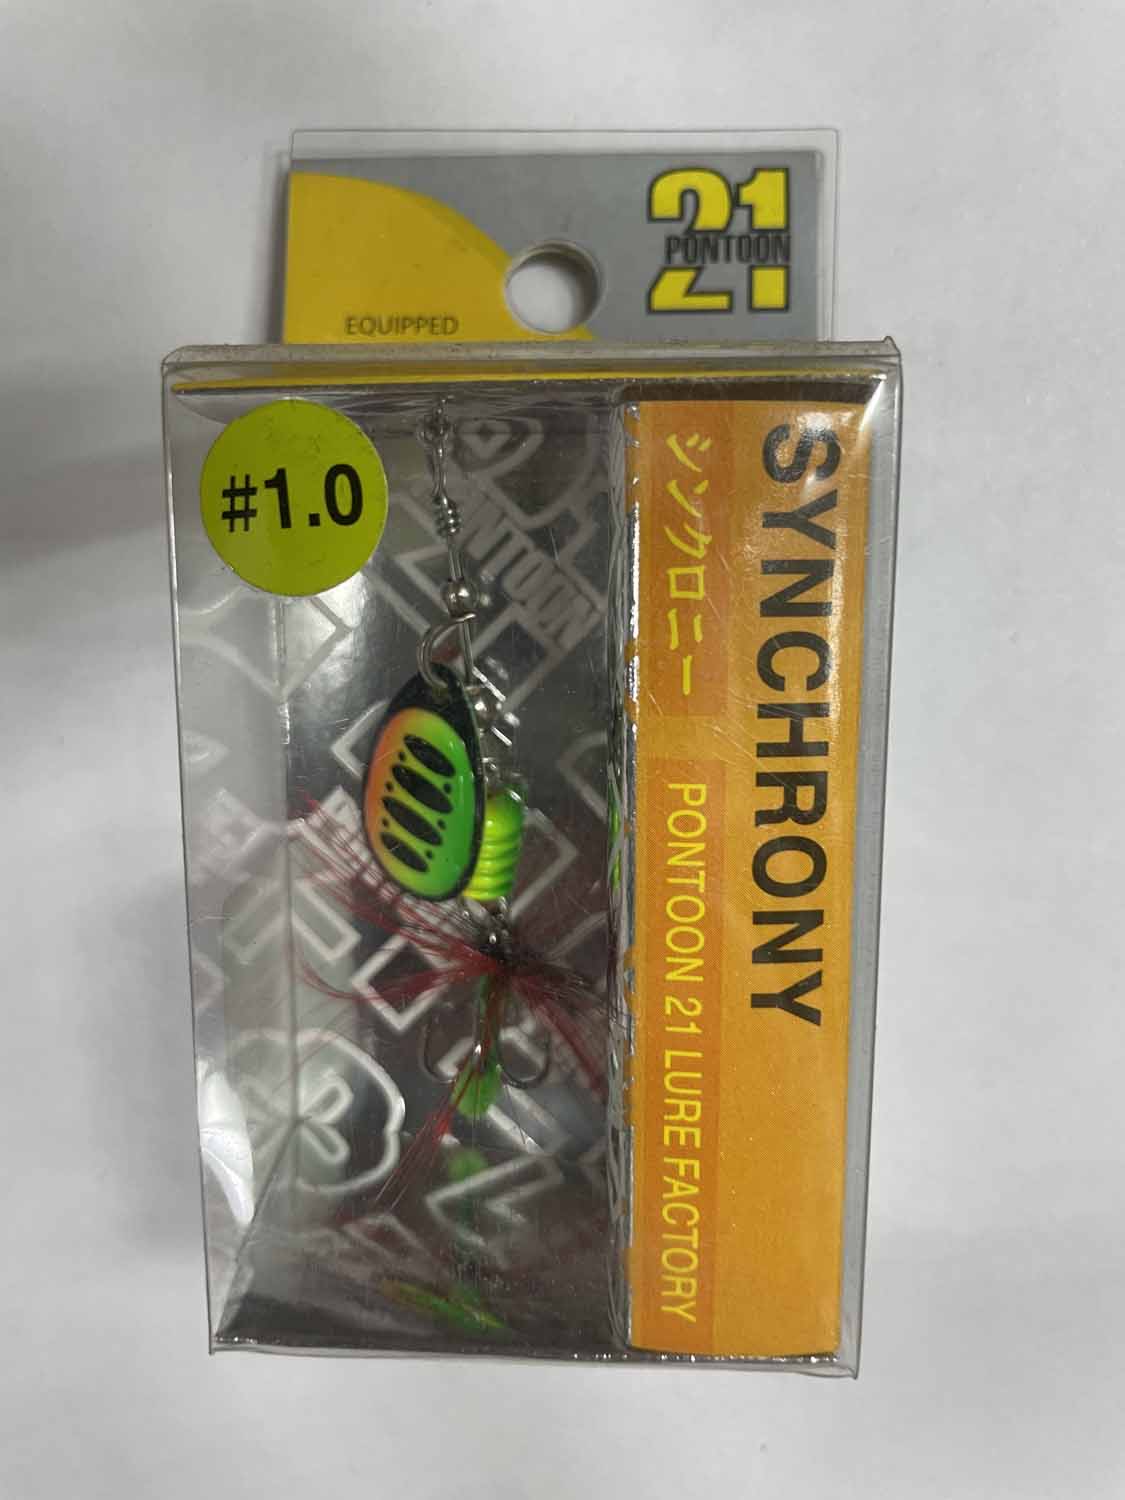 21
PONTOON
EQUIPPED
#1.0
SYNCHRONY
シンクロニー
PONTOON 21 LURE FACTORY